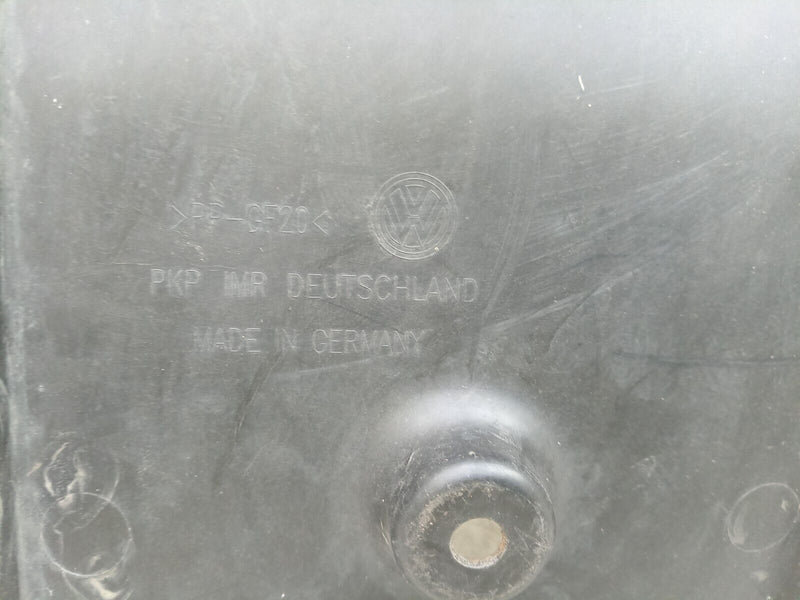 >PP-GF20<
PKP IMR DEUTSCHLAND
MADE IN GERMANY